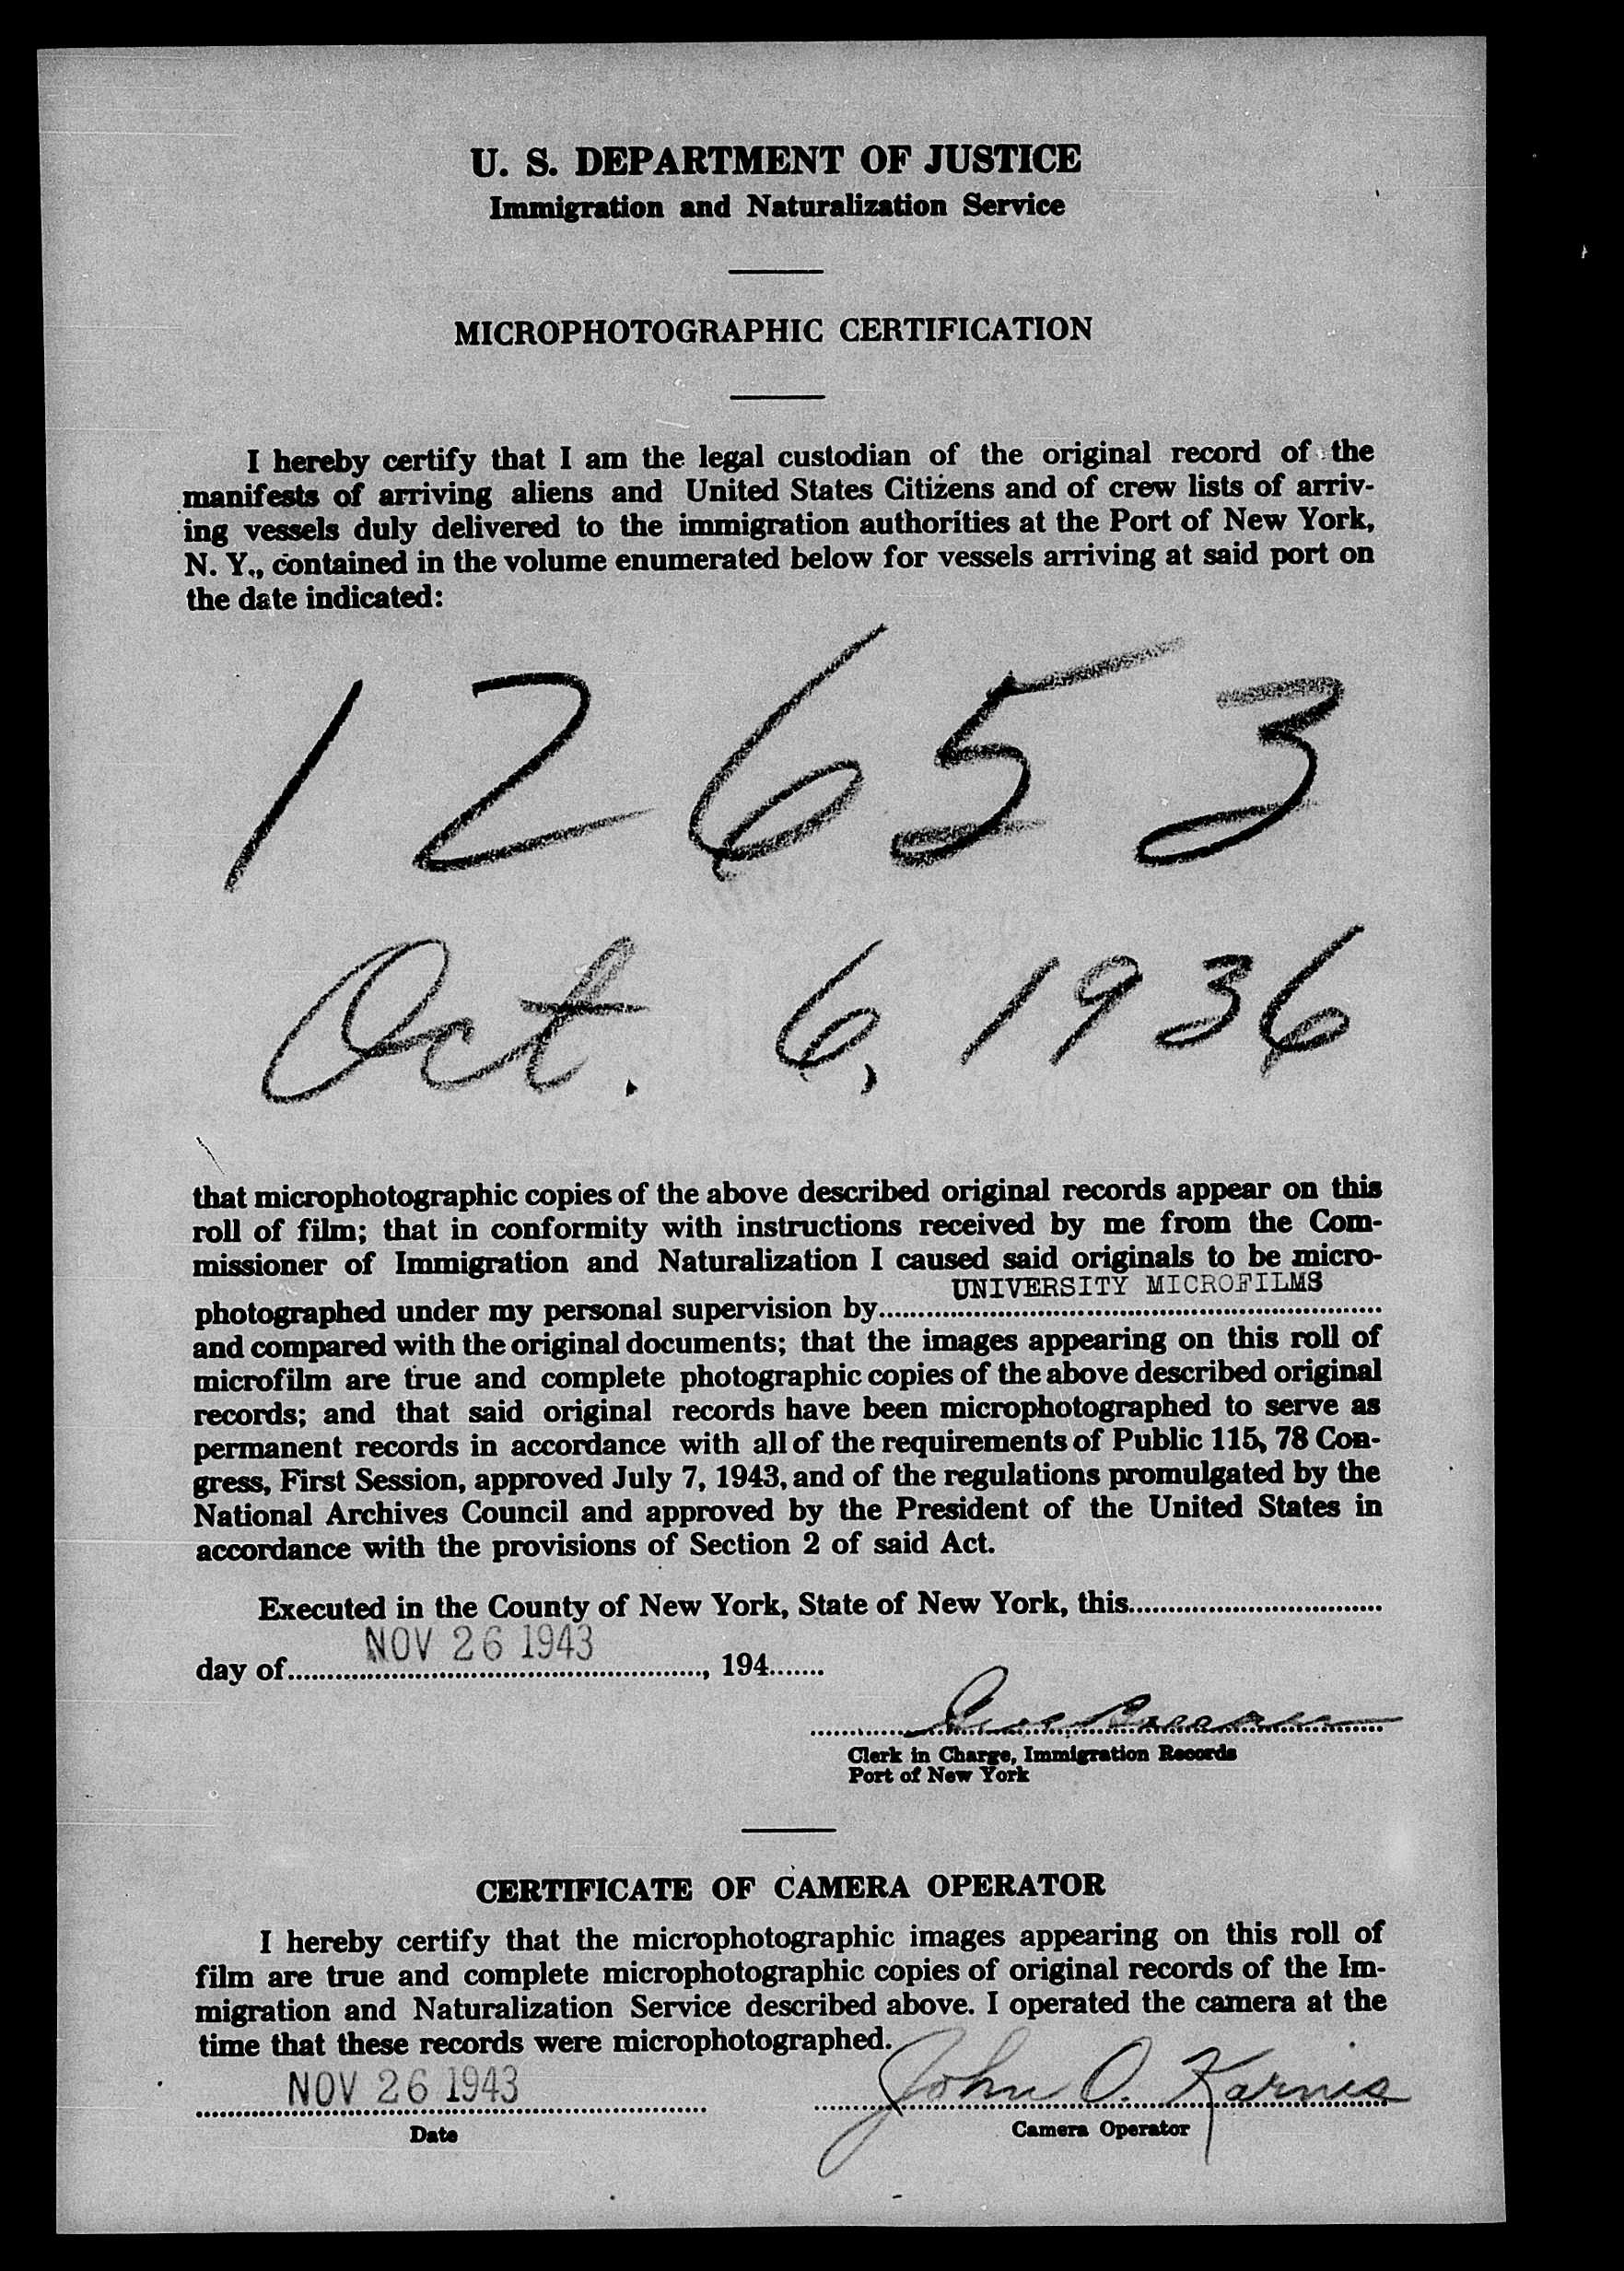 U. S. DEPARTMENT OF JUSTICE
Immigration and Naturalization Service
MICROPHOTOGRAPHIC CERTIFICATION
I hereby certify that I am the legal custodian of the original record of the
manifests of arriving aliens and United States Citizens and of crew lists of arriv-
ing vessels duly delivered to the immigration authorities at the Port of New York,
N. Y., contained in the volume enumerated below for vessels arriving at said port on
the date indicated:
12653
Oct. 6, 1936
that microphotographic copies of the above described original records appear on this
roll of film; that in conformity with instructions received by me from the Com-
missioner of Immigration and Naturalization I caused said originals to be micro-
UNIVERSITY MICROFILMS
photographed under my personal supervision by
and compared with the original documents; that the images appearing on this roll of
microfilm are true and complete photographic copies of the above described original
records; and that said original records have been microphotographed to serve as
permanent records in accordance with all of the requirements of Public 115, 78 Con-
gress, First Session, approved July 7, 1943, and of the regulations promulgated by the
National Archives Council and approved by the President of the United States in
accordance with the provisions of Section 2 of said Act.
Executed in the County of New York, State of New York, this
NOV 26 1943
day of, 194
Clerk in Charge, Immigration Records
Port of New York
CERTIFICATE OF CAMERA OPERATOR
I hereby certify that the microphotographic images appearing on this roll of
film are true and complete microphotographic copies of original records of the Im-
migration and Naturalization Service described above. I operated the camera at the
time that these records were microphotographed.
NOV 26 1943 John O. Karnes
Date Camera Operator